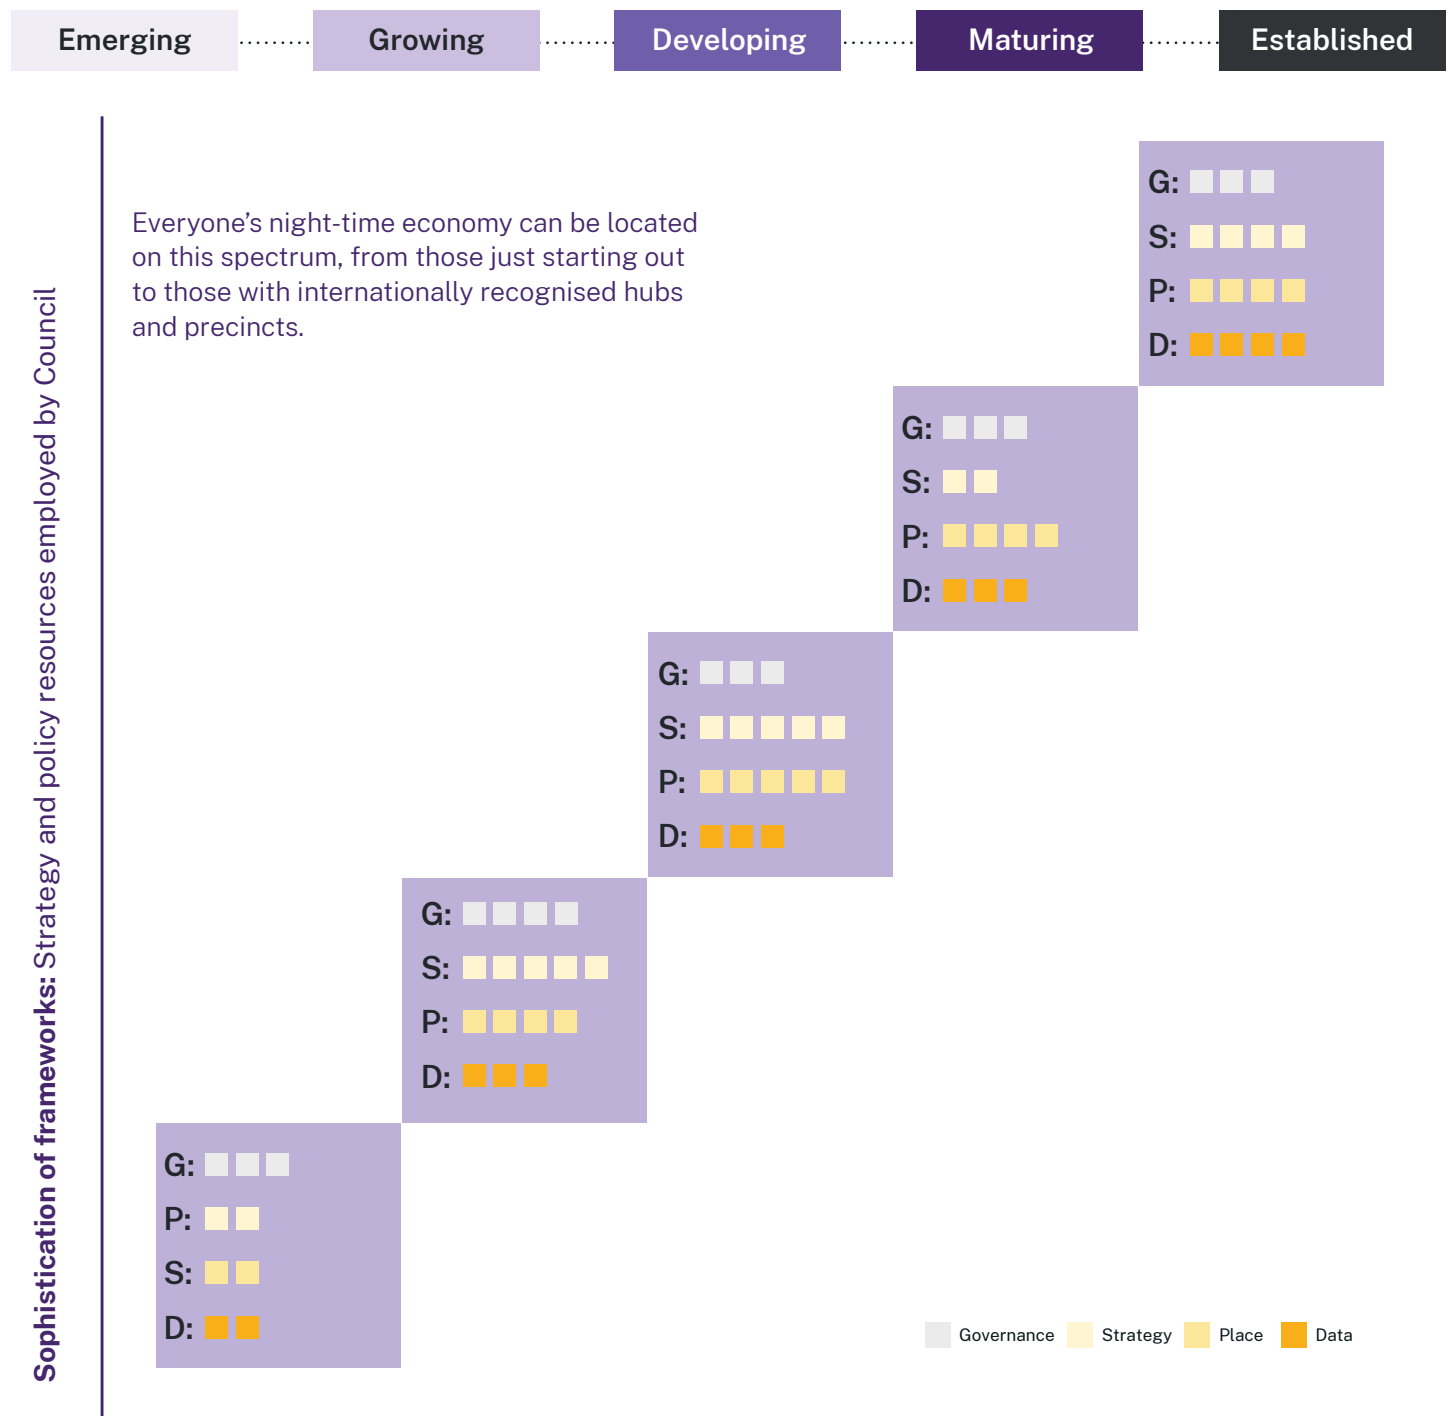 Emerging
Growing
Developing
Maturing
Established
Everyone’s night-time economy can be located
on this spectrum, from those just starting out
to those with internationally recognised hubs
and precincts.
Sophistication of frameworks: Strategy and policy resources employed by Council
G:
S:
P:
D:
G:
S:
P:
D:
G:
S:
P:
D:
G:
S:
P:
D:
G:
P:
S:
D:
Governance
Strategy
Place
Data